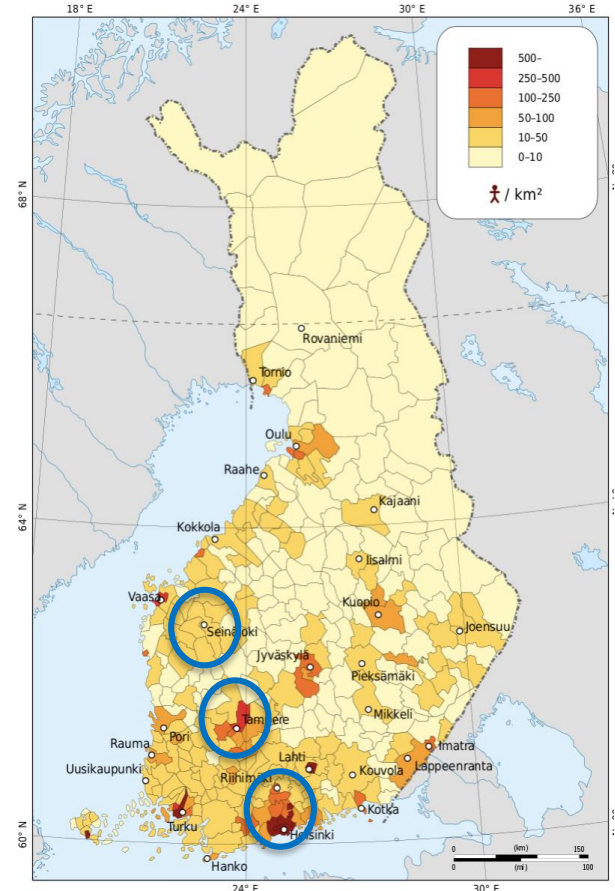 18° E 24° E 30° E 36° E
500–
250–500
100–250
50–100
10–50
0–10
/ km²
68° N
Rovaniemi
Tornio
Oulu
Raahe
Kajaani
64° N
Kokkola
Iisalmi
Vaasa
Kuopio
Seinäjoki
Joensuu
Jyväskylä
Pieksämäki
Tampere
Mikkeli
Pori
Rauma
Imatra
Lahti
Lappeenranta
Uusikaupunki
Riihimäki
Kouvola
Kotka
Turku
Helsinki
60° N
Hanko
0 (km) 150
0 (mi) 100
24° E 30° E